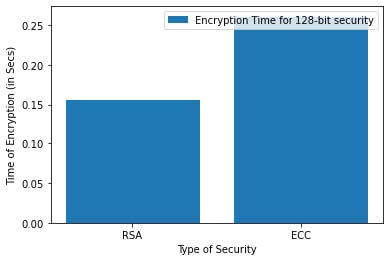 Encryption Time for 128-bit security
0.25
0.20
0.15
0.10
0.05
0.00
Time of Encryption (in Secs)
RSA
ECC
Type of Security